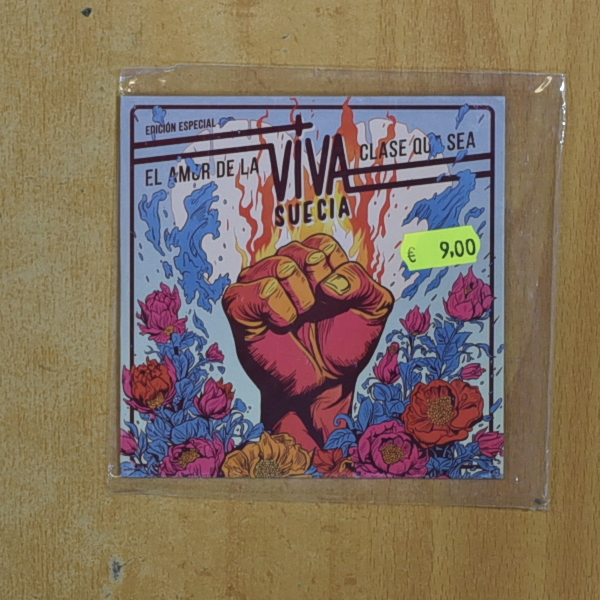 EDICIÓN ESPECIAL
EL AMOR DE LA
VIVA
SUECIA
CLASE QUE SEA
€ 9,00